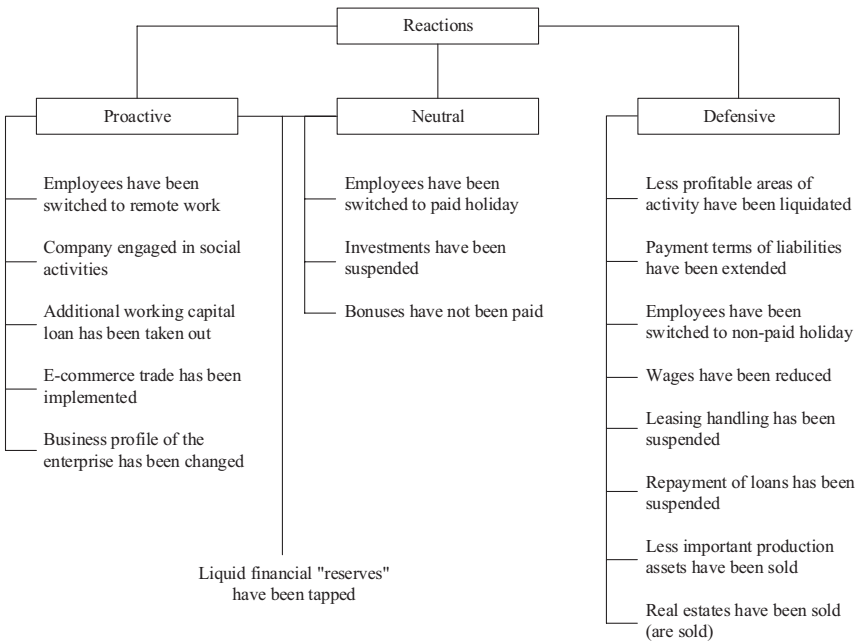 Reactions
Proactive
Neutral
Defensive
Employees have been
switched to remote work
Company engaged in social
activities
Additional working capital
loan has been taken out
E-commerce trade has been
implemented
Business profile of the
enterprise has been changed
Liquid financial "reserves"
have been tapped
Employees have been
switched to paid holiday
Investments have been
suspended
Bonuses have not been paid
Less profitable areas of
activity have been liquidated
Payment terms of liabilities
have been extended
Employees have been
switched to non-paid holiday
Wages have been reduced
Leasing handling has been
suspended
Repayment of loans has been
suspended
Less important production
assets have been sold
Real estates have been sold
(are sold)